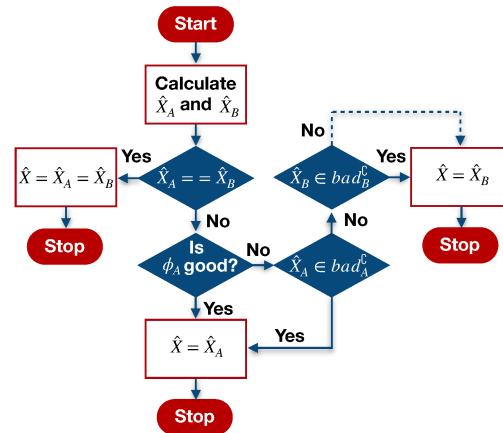 Start
Calculate
X̂_A and X̂_B
No
Yes
Yes
X̂ = X̂_A = X̂_B
X̂_A == X̂_B
X̂_B ∈ bad_B^∁
X̂ = X̂_B
No
No
Stop
Is
ϕ_A good?
No
X̂_A ∈ bad_A^∁
Stop
Yes
Yes
X̂ = X̂_A
Stop